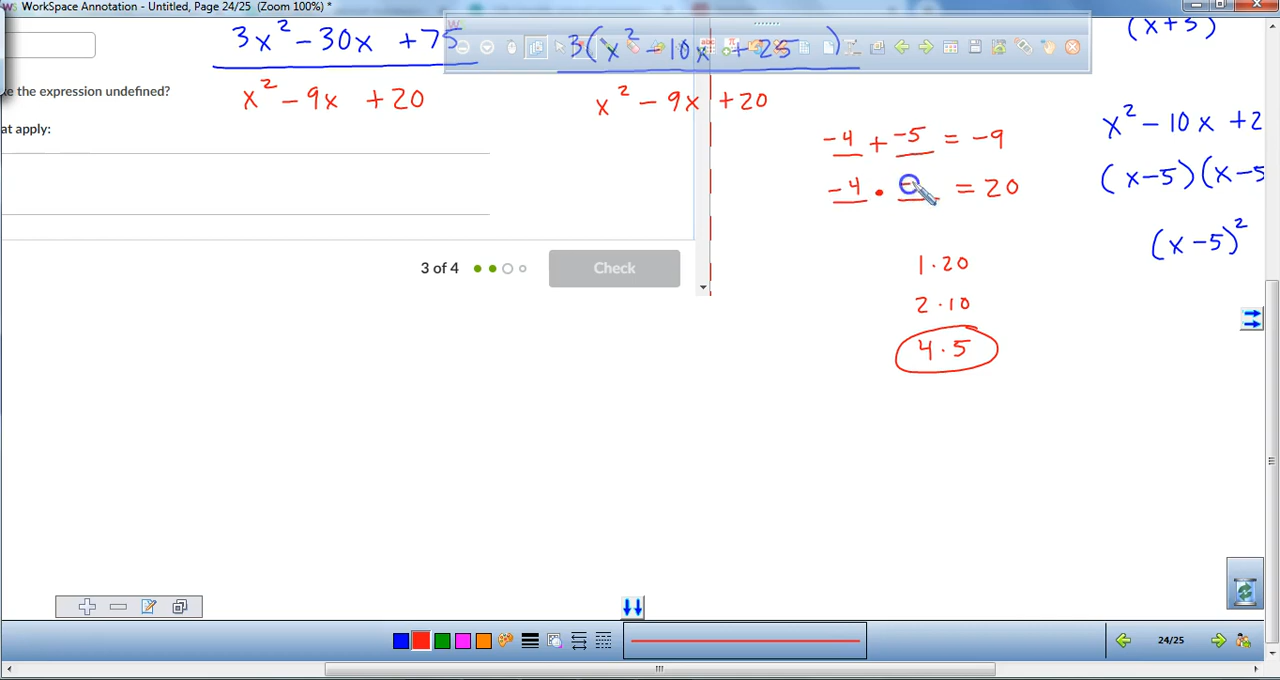 WorkSpace Annotation - Untitled, Page 24/25 (Zoom 100%) *
3x² - 30x + 75
x² - 9x + 20
3(x² - 10x + 25)
x² - 9x + 20
te the expression undefined?
at apply:
3 of 4
Check
-4 + -5 = -9
-4 · - = 20
1 · 20
2 · 10
4 · 5
x² - 10x + 2
(x-5)(x-5
(x-5)²
24/25